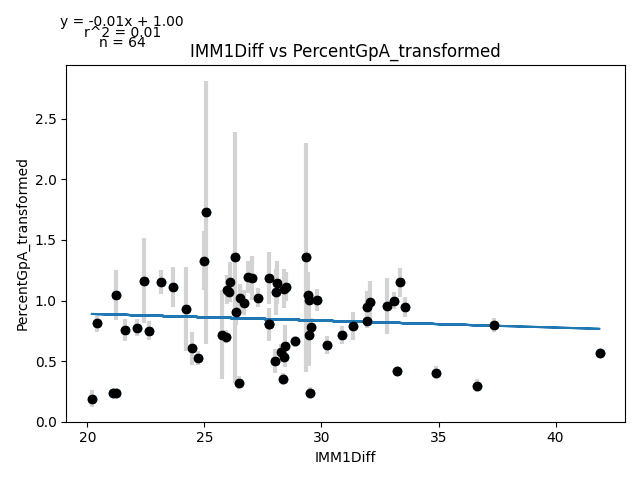 y = -0.01x + 1.00
r^2 = 0.01
n = 64
IMM1Diff vs PercentGpA_transformed
PercentGpA_transformed
2.5
2.0
1.5
1.0
0.5
0.0
20
25
30
35
40
IMM1Diff